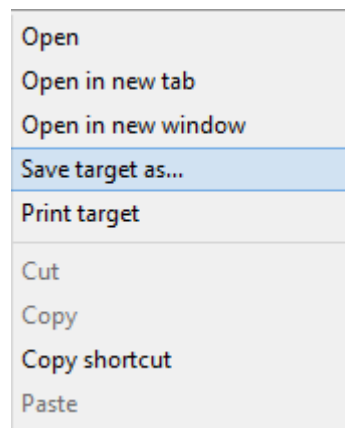 Open
Open in new tab
Open in new window
Save target as...
Print target
Cut
Copy
Copy shortcut
Paste